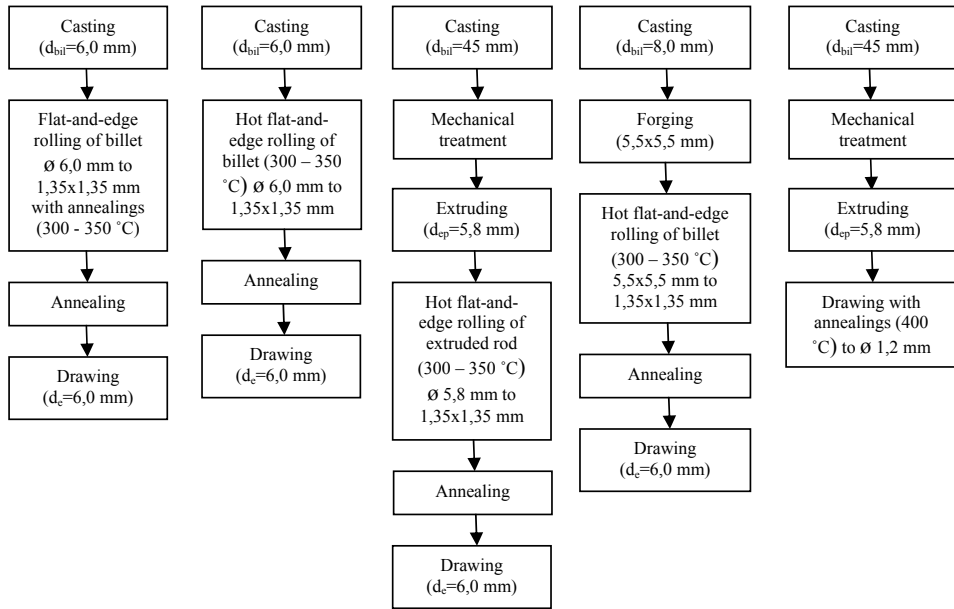 Casting
(dbil=6,0 mm)
Flat-and-edge
rolling of billet
ø 6,0 mm to
1,35x1,35 mm
with annealings
(300 - 350 ˚C)
Annealing
Drawing
(de=6,0 mm)
Casting
(dbil=6,0 mm)
Hot flat-and-
edge rolling of
billet (300 – 350
˚C) ø 6,0 mm to
1,35x1,35 mm
Annealing
Drawing
(de=6,0 mm)
Casting
(dbil=45 mm)
Mechanical
treatment
Extruding
(dep=5,8 mm)
Hot flat-and-
edge rolling of
extruded rod
(300 – 350 ˚C)
ø 5,8 mm to
1,35x1,35 mm
Annealing
Drawing
(de=6,0 mm)
Casting
(dbil=8,0 mm)
Forging
(5,5x5,5 mm)
Hot flat-and-edge
rolling of billet
(300 – 350 ˚C)
5,5x5,5 mm to
1,35x1,35 mm
Annealing
Drawing
(de=6,0 mm)
Casting
(dbil=45 mm)
Mechanical
treatment
Extruding
(dep=5,8 mm)
Drawing with
annealings (400
˚C) to ø 1,2 mm